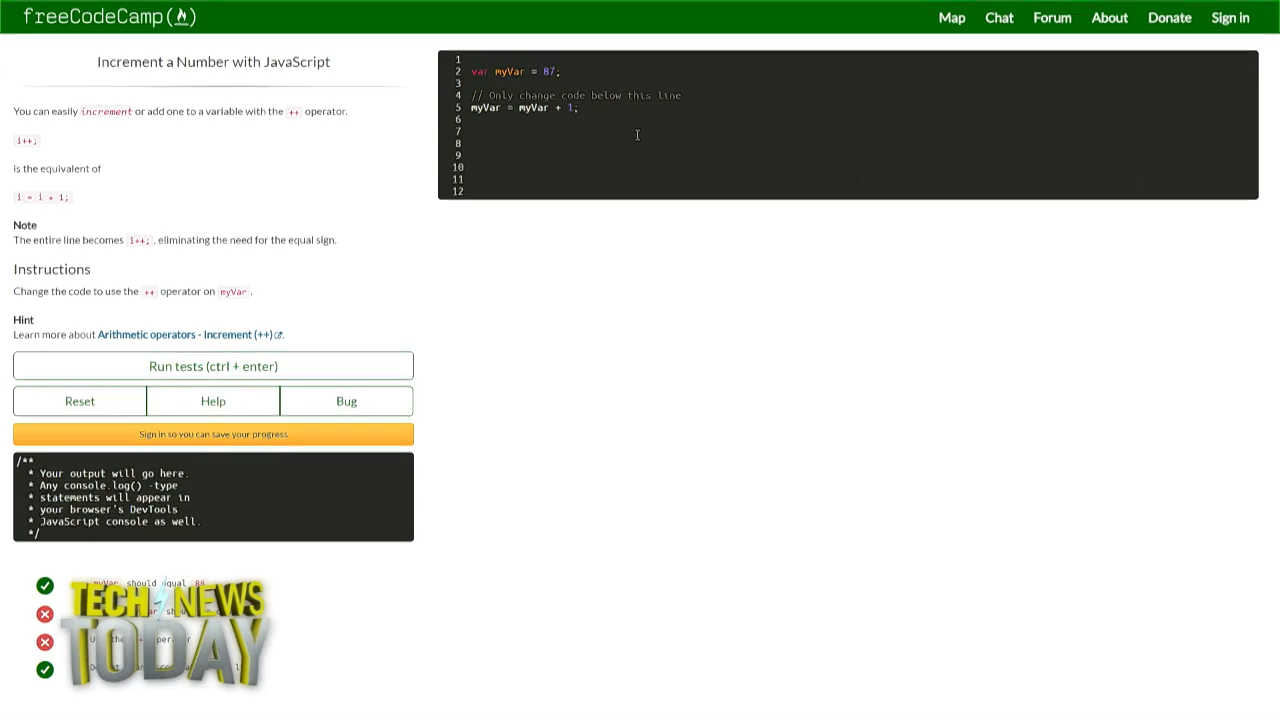 freeCodeCamp
Map Chat Forum About Donate Sign in
Increment a Number with JavaScript
You can easily increment or add one to a variable with the ++ operator.
i++;
is the equivalent of
i = i + 1;
Note
The entire line becomes i++; , eliminating the need for the equal sign.
Instructions
Change the code to use the ++ operator on myVar .
Hint
Learn more about Arithmetic operators - Increment (++) .
Run tests (ctrl + enter)
Reset Help Bug
Sign in so you can save your progress
/**
* Your output will go here.
* Any console.log() -type
* statements will appear in
* your browser's DevTools
* JavaScript console as well.
*/
myVar should equal 88
TECH NEWS
TODAY
1
2 var myVar = 87;
3
4 // Only change code below this line
5 myVar = myVar + 1;
6
7
8
9
10
11
12